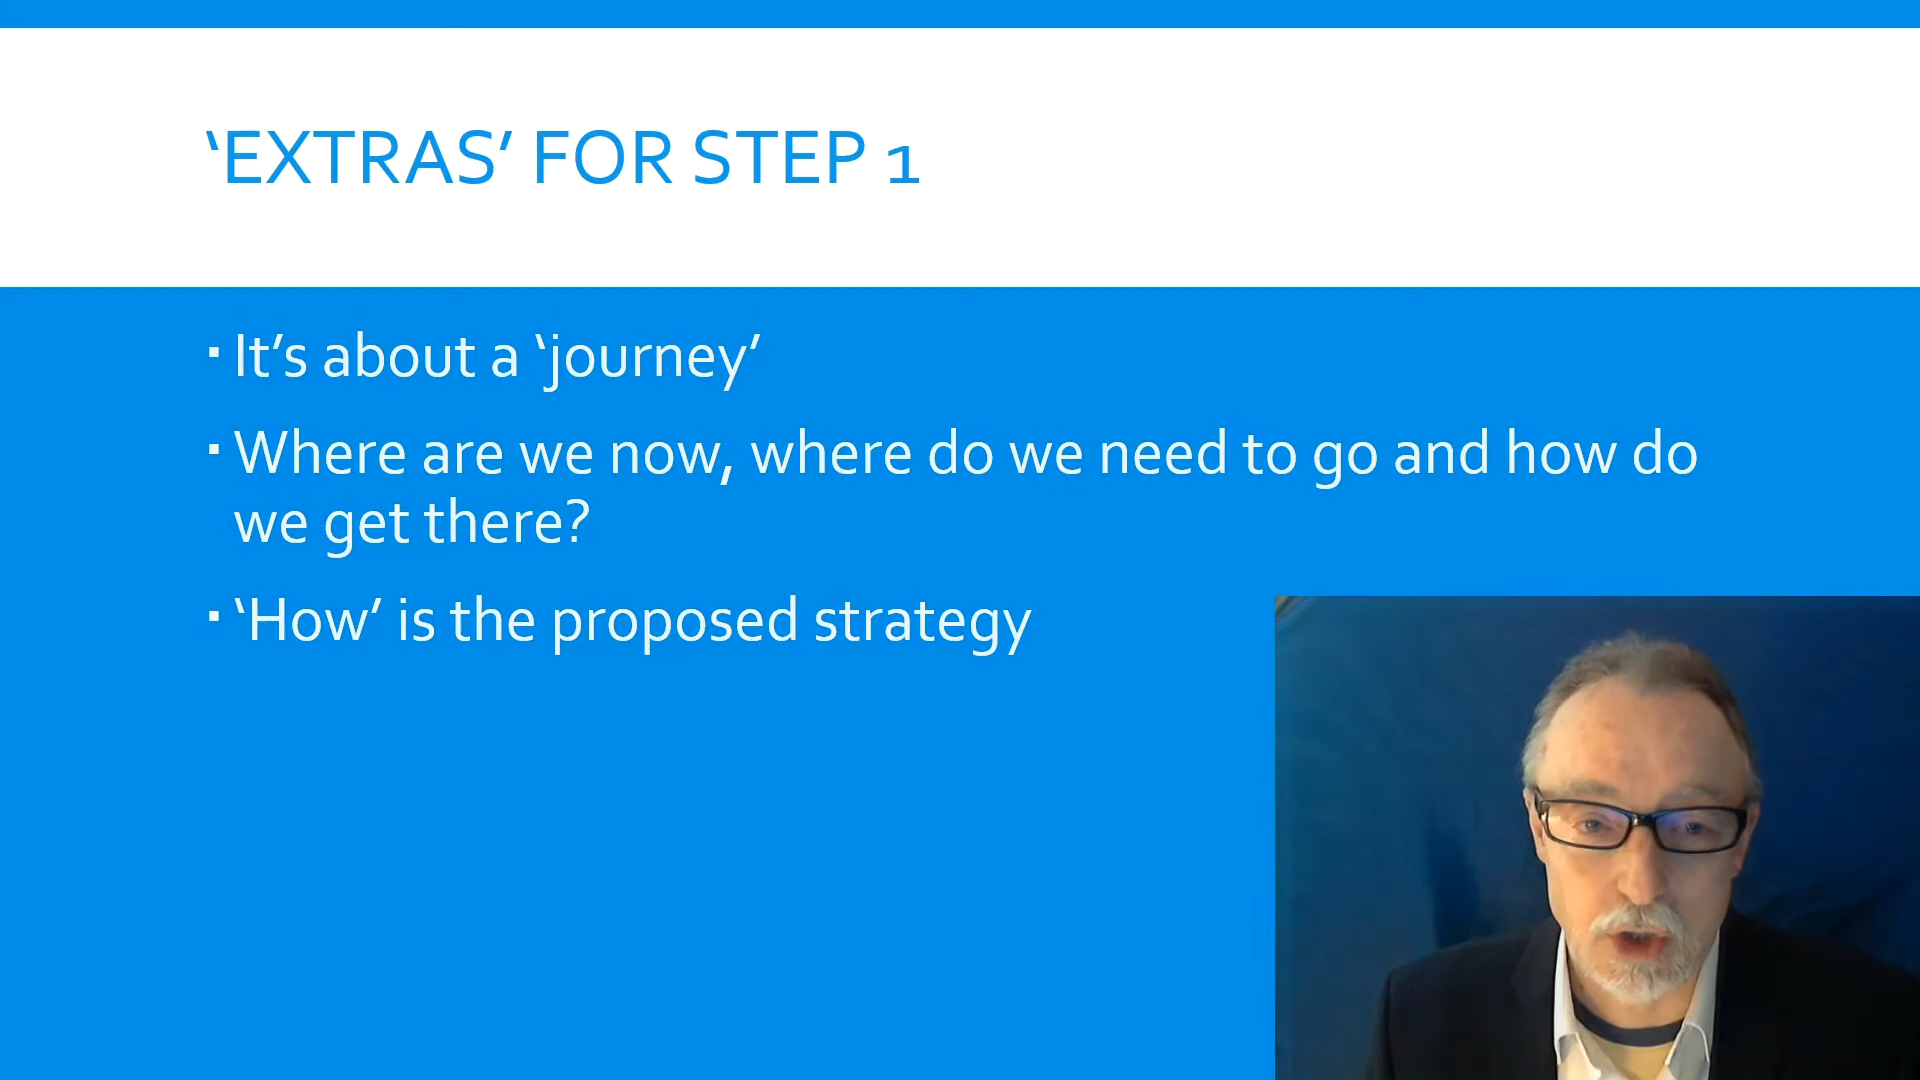 ‘EXTRAS’ FOR STEP 1
▪ It’s about a ‘journey’
▪ Where are we now, where do we need to go and how do
we get there?
▪ ‘How’ is the proposed strategy